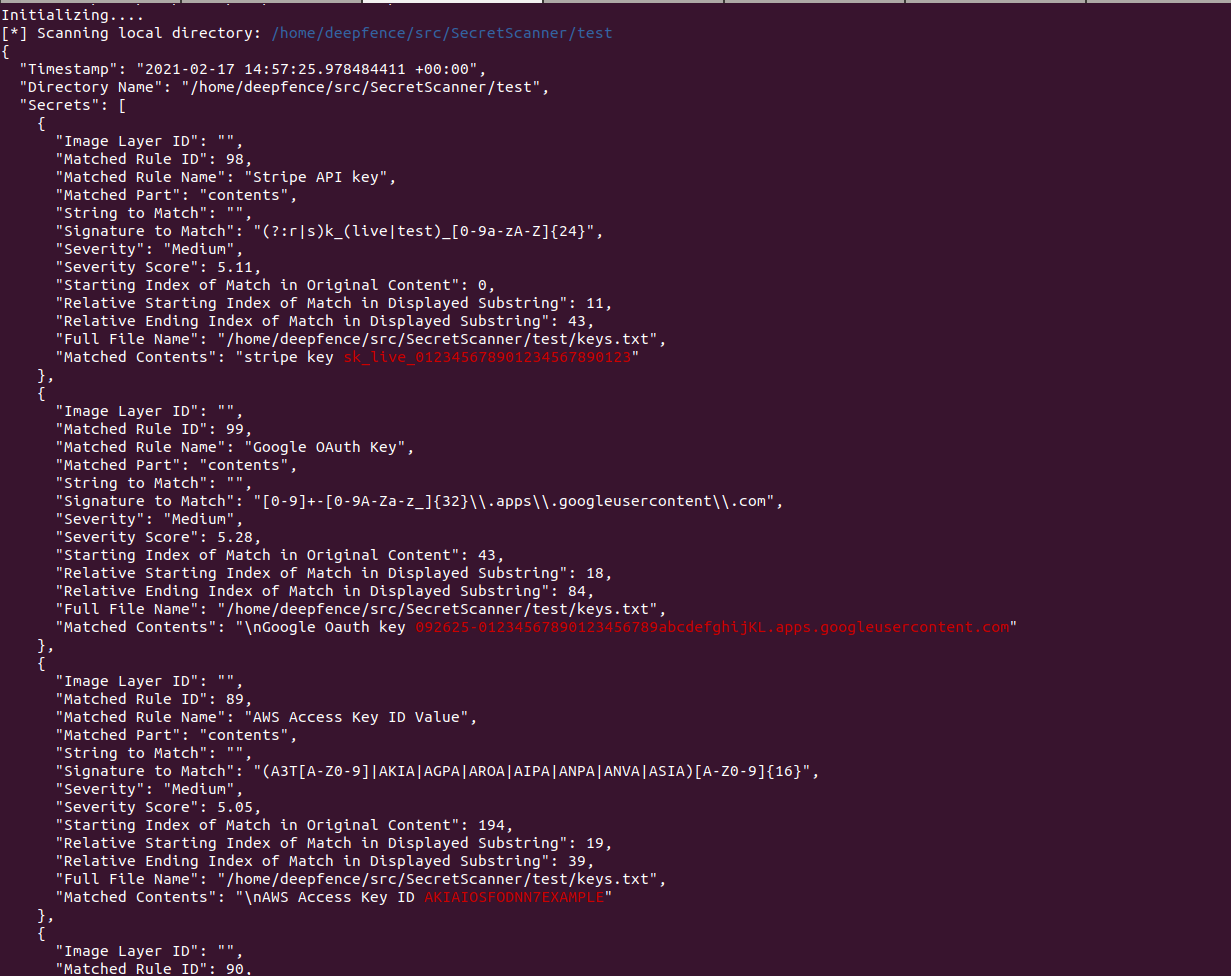 Initializing....
[*] Scanning local directory: /home/deepfence/src/SecretScanner/test
{
  "Timestamp": "2021-02-17 14:57:25.978484411 +00:00",
  "Directory Name": "/home/deepfence/src/SecretScanner/test",
  "Secrets": [
    {
      "Image Layer ID": "",
      "Matched Rule ID": 98,
      "Matched Rule Name": "Stripe API key",
      "Matched Part": "contents",
      "String to Match": "",
      "Signature to Match": "(?:r|s)k_(live|test)_[0-9a-zA-Z]{24}",
      "Severity": "Medium",
      "Severity Score": 5.11,
      "Starting Index of Match in Original Content": 0,
      "Relative Starting Index of Match in Displayed Substring": 11,
      "Relative Ending Index of Match in Displayed Substring": 43,
      "Full File Name": "/home/deepfence/src/SecretScanner/test/keys.txt",
      "Matched Contents": "stripe key sk_live_012345678901234567890123"
    },
    {
      "Image Layer ID": "",
      "Matched Rule ID": 99,
      "Matched Rule Name": "Google OAuth Key",
      "Matched Part": "contents",
      "String to Match": "",
      "Signature to Match": "[0-9]+-[0-9A-Za-z_]{32}\\.apps\\.googleusercontent\\.com",
      "Severity": "Medium",
      "Severity Score": 5.28,
      "Starting Index of Match in Original Content": 43,
      "Relative Starting Index of Match in Displayed Substring": 18,
      "Relative Ending Index of Match in Displayed Substring": 84,
      "Full File Name": "/home/deepfence/src/SecretScanner/test/keys.txt",
      "Matched Contents": "\nGoogle Oauth key 092625-01234567890123456789abcdefghijKL.apps.googleusercontent.com"
    },
    {
      "Image Layer ID": "",
      "Matched Rule ID": 89,
      "Matched Rule Name": "AWS Access Key ID Value",
      "Matched Part": "contents",
      "String to Match": "",
      "Signature to Match": "(A3T[A-Z0-9]|AKIA|AGPA|AROA|AIPA|ANPA|ANVA|ASIA)[A-Z0-9]{16}",
      "Severity": "Medium",
      "Severity Score": 5.05,
      "Starting Index of Match in Original Content": 194,
      "Relative Starting Index of Match in Displayed Substring": 19,
      "Relative Ending Index of Match in Displayed Substring": 39,
      "Full File Name": "/home/deepfence/src/SecretScanner/test/keys.txt",
      "Matched Contents": "\nAWS Access Key ID AKIAIOSFODNN7EXAMPLE"
    },
    {
      "Image Layer ID": "",
      "Matched Rule ID": 90,